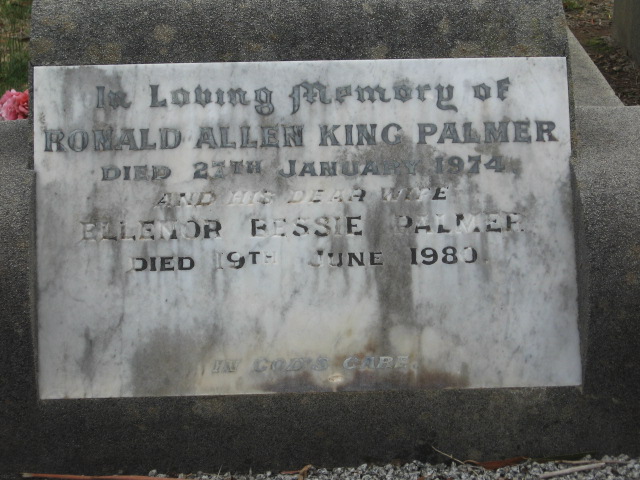 In Loving Memory of
RONALD ALLEN KING PALMER
DIED 27TH JANUARY 1974
AND HIS DEAR WIFE
ELLENOR BESSIE PALMER
DIED 19TH JUNE 1980
IN GOD'S CARE